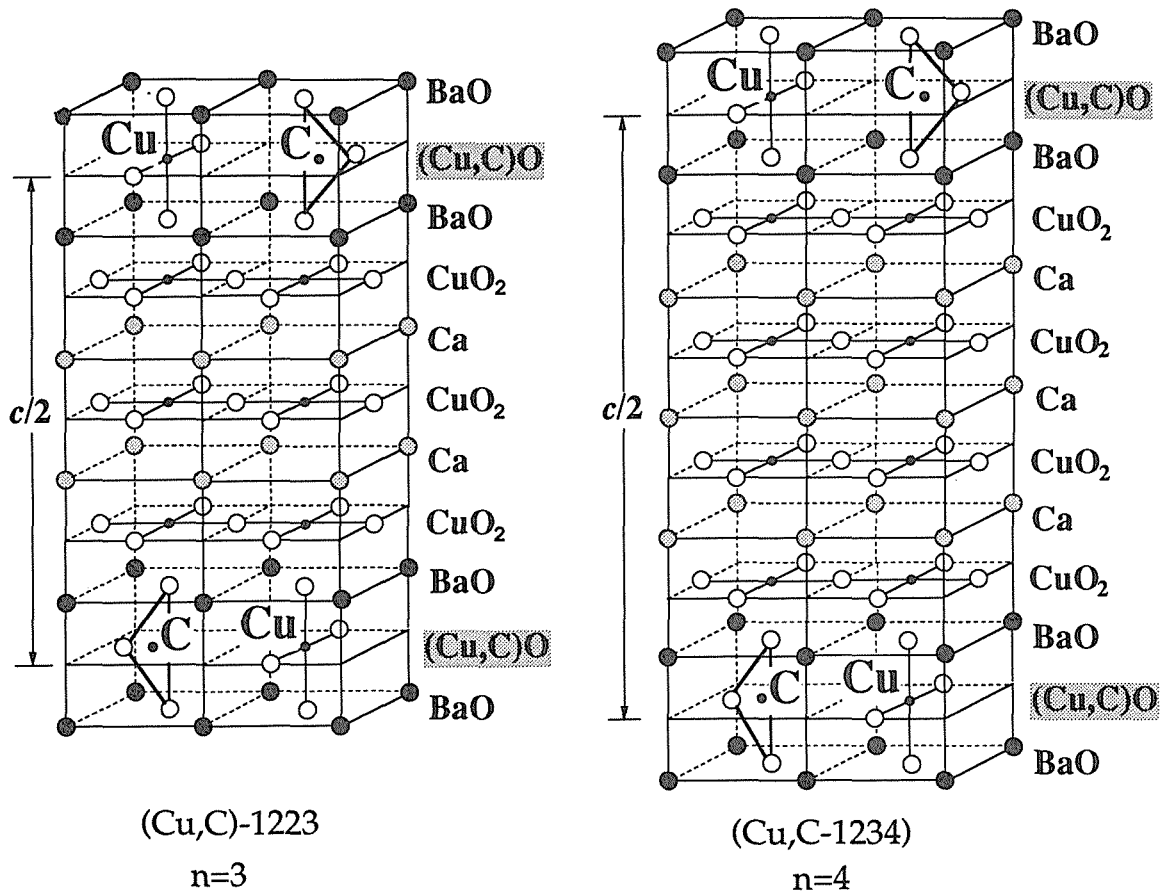 BaO
Cu
C
(Cu,C)O
BaO
CuO₂
Ca
CuO₂
c/2
Ca
CuO₂
BaO
C
Cu
(Cu,C)O
BaO
(Cu,C)-1223
n=3
BaO
Cu
C
(Cu,C)O
BaO
CuO₂
Ca
CuO₂
Ca
c/2
CuO₂
Ca
CuO₂
BaO
C
Cu
(Cu,C)O
BaO
(Cu,C-1234)
n=4